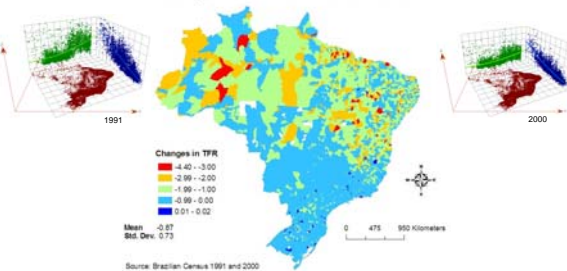 1991
2000
Changes in TFR
-4.40 - -3.00
-2.99 - -2.00
-1.99 - -1.00
-0.99 - 0.00
0.01 - 0.02
Mean -0.87
Std. Dev. 0.73
0 475 950 Kilometers
Source: Brazilian Census 1991 and 2000